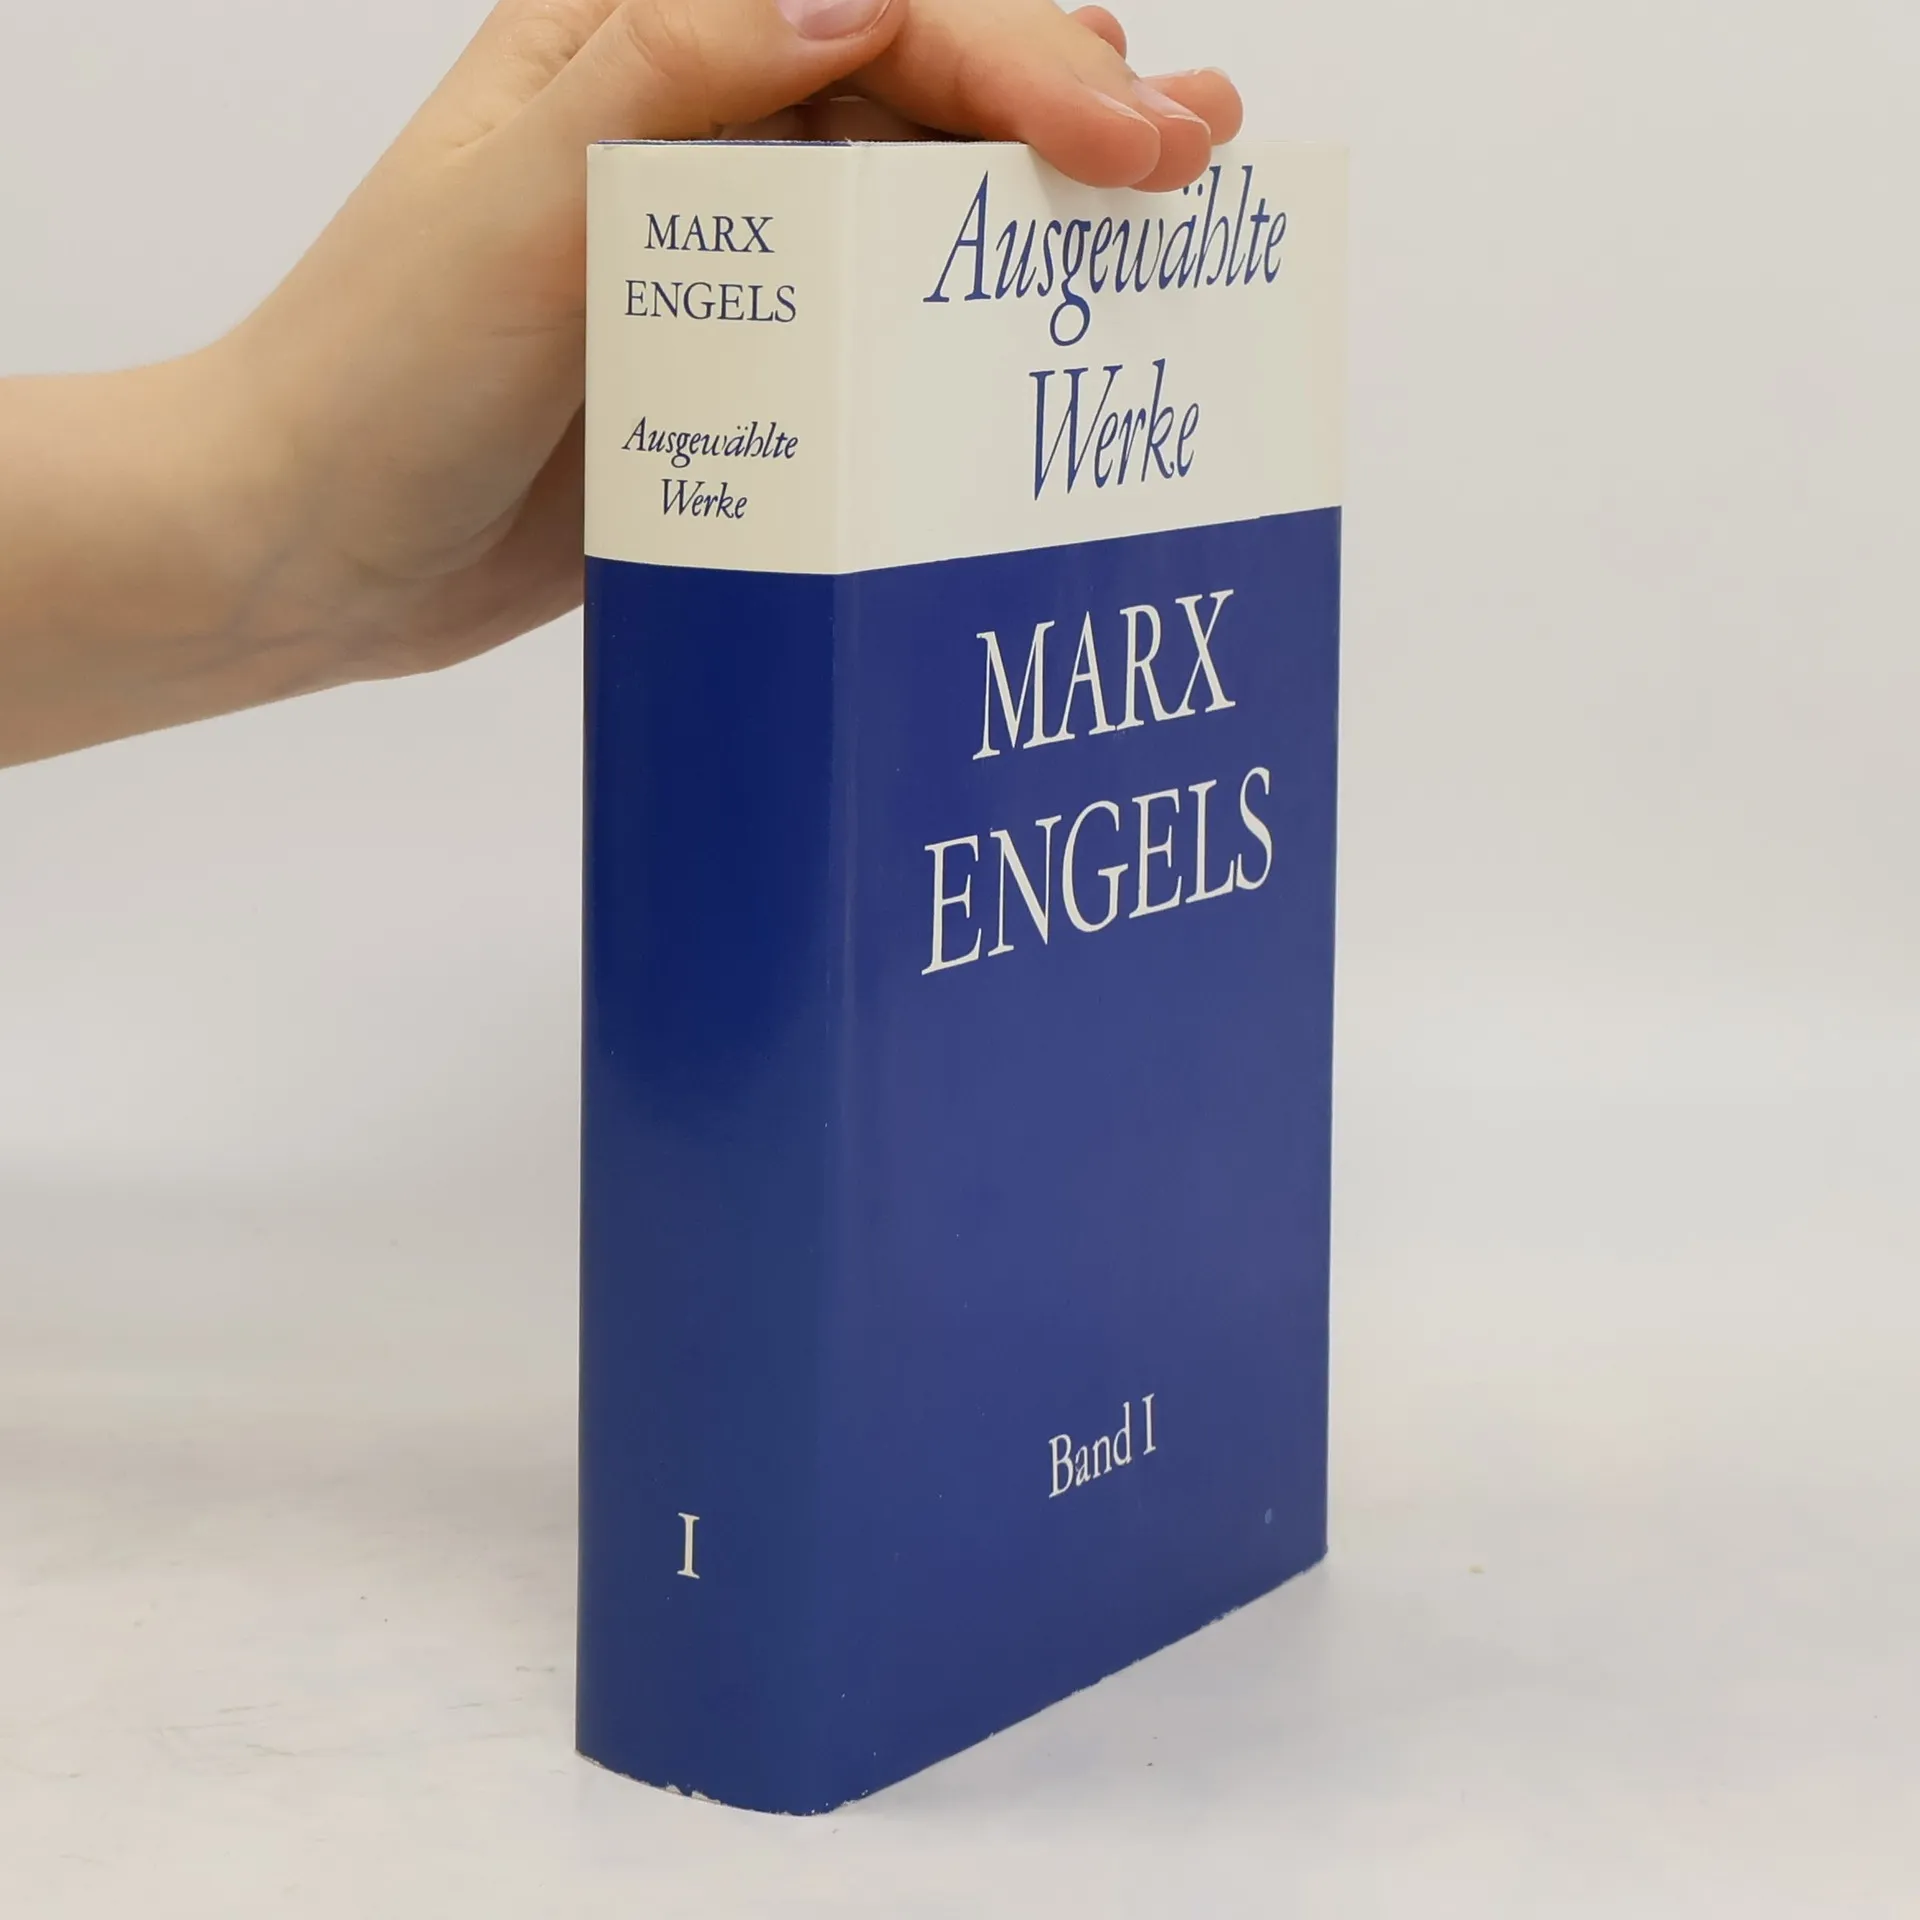 MARX
ENGELS
Ausgewählte
Werke
I
Ausgewählte
Werke
MARX
ENGELS
Band I